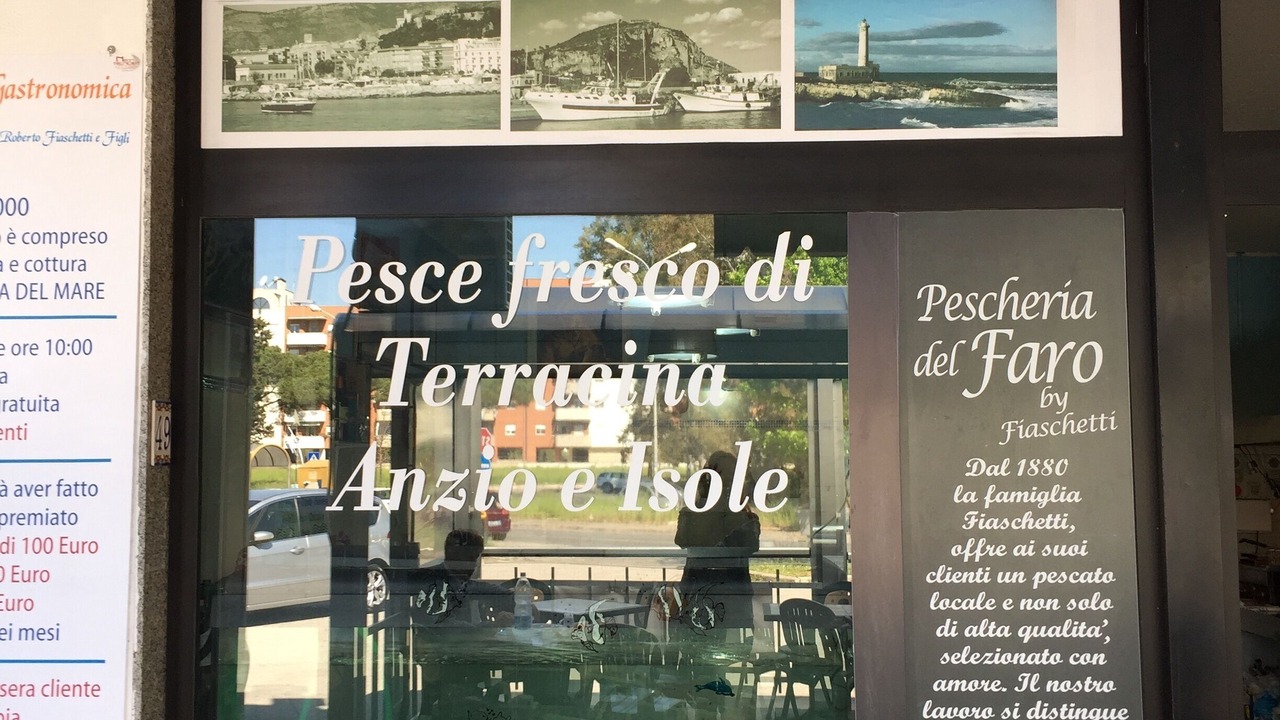 Gastronomica
Roberto Fiaschetti e Figli
000
è compreso
a e cottura
A DEL MARE
e ore 10:00
a
gratuita
enti
à aver fatto
premiato
di 100 Euro
0 Euro
Euro
ei mesi
sera cliente
49
Pesce fresco di
Terracina
Anzio e Isole
Pescheria
del Faro
by
Fiaschetti
Dal 1880
la famiglia
Fiaschetti,
offre ai suoi
clienti un pescato
locale e non solo
di alta qualita',
selezionato con
amore. Il nostro
lavoro si distingue